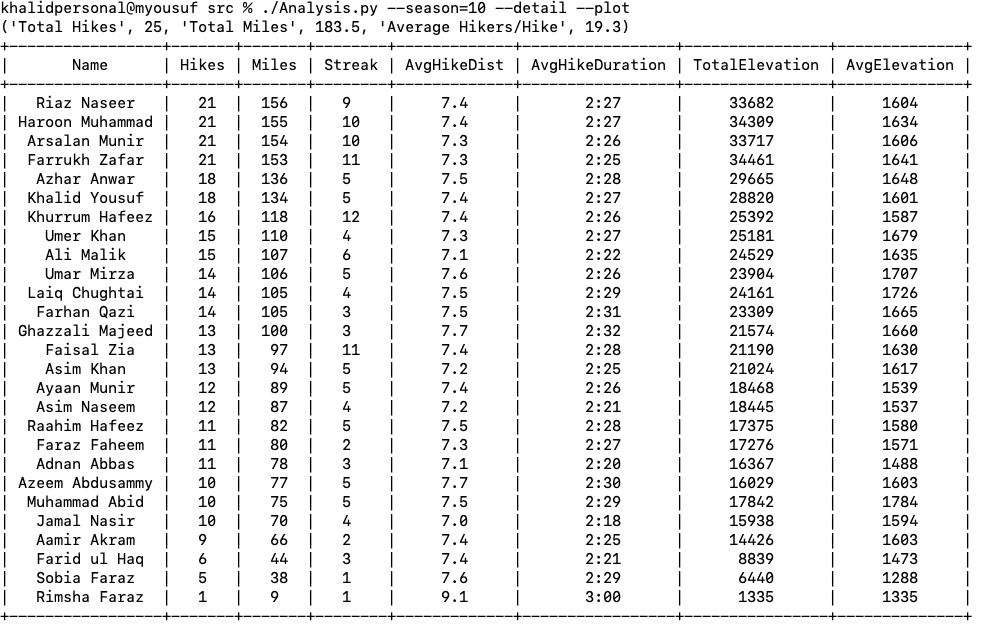 khalidpersonal@myousuf src % ./Analysis.py --season=10 --detail --plot
('Total Hikes', 25, 'Total Miles', 183.5, 'Average Hikers/Hike', 19.3)
+-----------------+-------+-------+--------+-------------+-----------------+----------------+--------------+
| Name | Hikes | Miles | Streak | AvgHikeDist | AvgHikeDuration | TotalElevation | AvgElevation |
+-----------------+-------+-------+--------+-------------+-----------------+----------------+--------------+
| Riaz Naseer | 21 | 156 | 9 | 7.4 | 2:27 | 33682 | 1604 |
| Haroon Muhammad | 21 | 155 | 10 | 7.4 | 2:27 | 34309 | 1634 |
| Arsalan Munir | 21 | 154 | 10 | 7.3 | 2:26 | 33717 | 1606 |
| Farrukh Zafar | 21 | 153 | 11 | 7.3 | 2:25 | 34461 | 1641 |
| Azhar Anwar | 18 | 136 | 5 | 7.5 | 2:28 | 29665 | 1648 |
| Khalid Yousuf | 18 | 134 | 5 | 7.4 | 2:27 | 28820 | 1601 |
| Khurrum Hafeez | 16 | 118 | 12 | 7.4 | 2:26 | 25392 | 1587 |
| Umer Khan | 15 | 110 | 4 | 7.3 | 2:27 | 25181 | 1679 |
| Ali Malik | 15 | 107 | 6 | 7.1 | 2:22 | 24529 | 1635 |
| Umar Mirza | 14 | 106 | 5 | 7.6 | 2:26 | 23904 | 1707 |
| Laiq Chughtai | 14 | 105 | 4 | 7.5 | 2:29 | 24161 | 1726 |
| Farhan Qazi | 14 | 105 | 3 | 7.5 | 2:31 | 23309 | 1665 |
| Ghazzali Majeed | 13 | 100 | 3 | 7.7 | 2:32 | 21574 | 1660 |
| Faisal Zia | 13 | 97 | 11 | 7.4 | 2:28 | 21190 | 1630 |
| Asim Khan | 13 | 94 | 5 | 7.2 | 2:25 | 21024 | 1617 |
| Ayaan Munir | 12 | 89 | 5 | 7.4 | 2:26 | 18468 | 1539 |
| Asim Naseem | 12 | 87 | 4 | 7.2 | 2:21 | 18445 | 1537 |
| Raahim Hafeez | 11 | 82 | 5 | 7.5 | 2:28 | 17375 | 1580 |
| Faraz Faheem | 11 | 80 | 2 | 7.3 | 2:27 | 17276 | 1571 |
| Adnan Abbas | 11 | 78 | 3 | 7.1 | 2:20 | 16367 | 1488 |
| Azeem Abdusammy | 10 | 77 | 5 | 7.7 | 2:30 | 16029 | 1603 |
| Muhammad Abid | 10 | 75 | 5 | 7.5 | 2:29 | 17842 | 1784 |
| Jamal Nasir | 10 | 70 | 4 | 7.0 | 2:18 | 15938 | 1594 |
| Aamir Akram | 9 | 66 | 2 | 7.4 | 2:25 | 14426 | 1603 |
| Farid ul Haq | 6 | 44 | 3 | 7.4 | 2:21 | 8839 | 1473 |
| Sobia Faraz | 5 | 38 | 1 | 7.6 | 2:29 | 6440 | 1288 |
| Rimsha Faraz | 1 | 9 | 1 | 9.1 | 3:00 | 1335 | 1335 |
+-----------------+-------+-------+--------+-------------+-----------------+----------------+--------------+